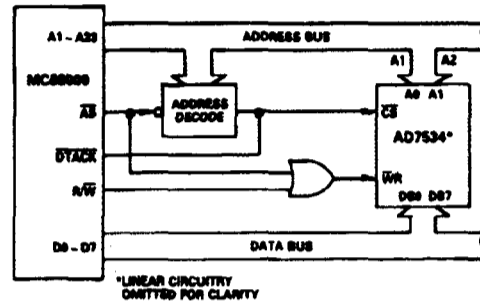 A1 ~ A23
ADDRESS BUS
MC68000
A1
A2
A0 A1
AS
ADDRESS
DECODE
CS
AD7534*
DTACK
R/W
WR
DB0 DB7
D0 ~ D7
DATA BUS
*LINEAR CIRCUITRY
OMITTED FOR CLARITY